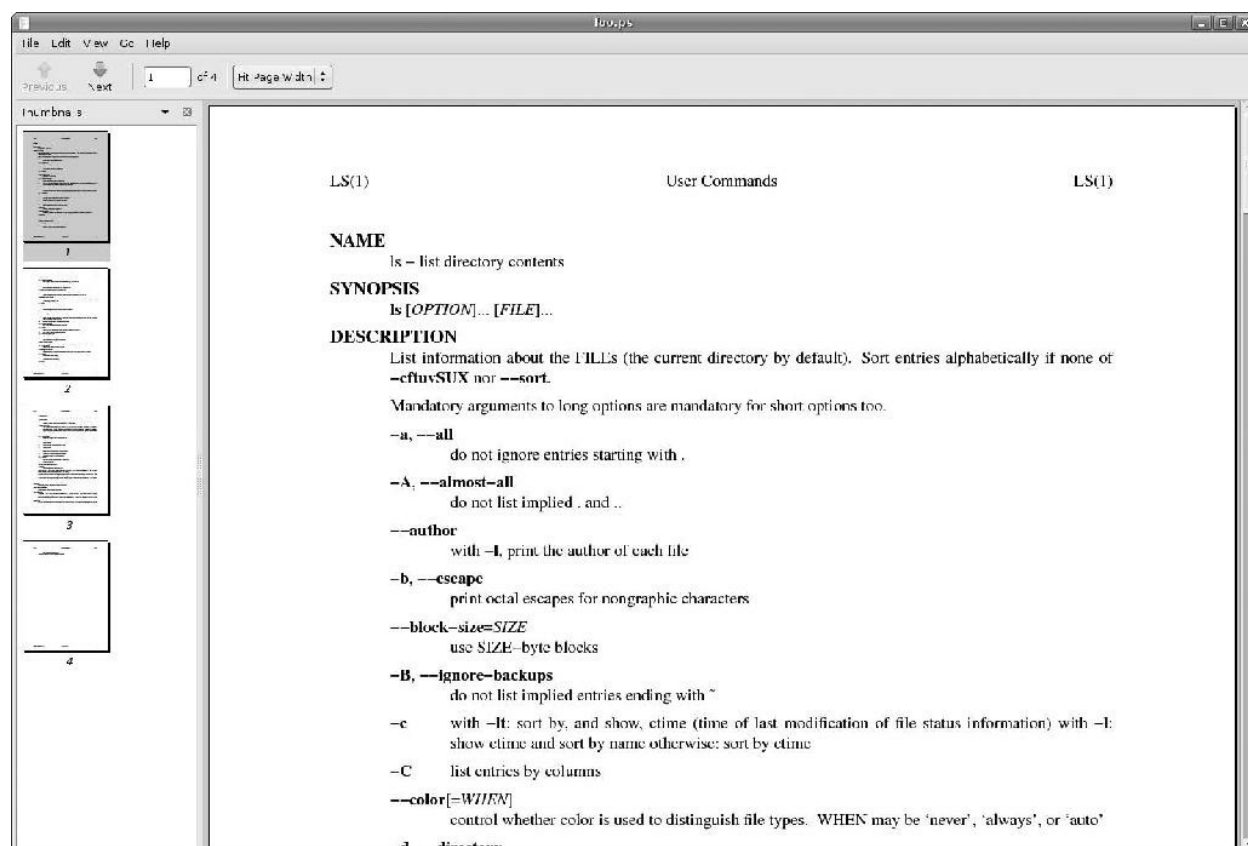 foo.ps
File Edit View Go Help
Previous Next 1 of 4 Fit Page Width
Thumbnails
1
2
3
4
LS(1) User Commands LS(1)
NAME
ls − list directory contents
SYNOPSIS
ls [OPTION]... [FILE]...
DESCRIPTION
List information about the FILEs (the current directory by default). Sort entries alphabetically if none of
−cftuvSUX nor −−sort.
Mandatory arguments to long options are mandatory for short options too.
−a, −−all
do not ignore entries starting with .
−A, −−almost−all
do not list implied . and ..
−−author
with −l, print the author of each file
−b, −−escape
print octal escapes for nongraphic characters
−−block−size=SIZE
use SIZE−byte blocks
−B, −−ignore−backups
do not list implied entries ending with ~
−c with −lt: sort by, and show, ctime (time of last modification of file status information) with −l:
show ctime and sort by name otherwise: sort by ctime
−C list entries by columns
−−color[=WHEN]
control whether color is used to distinguish file types. WHEN may be ‘never’, ‘always’, or ‘auto’
−d, −−directory